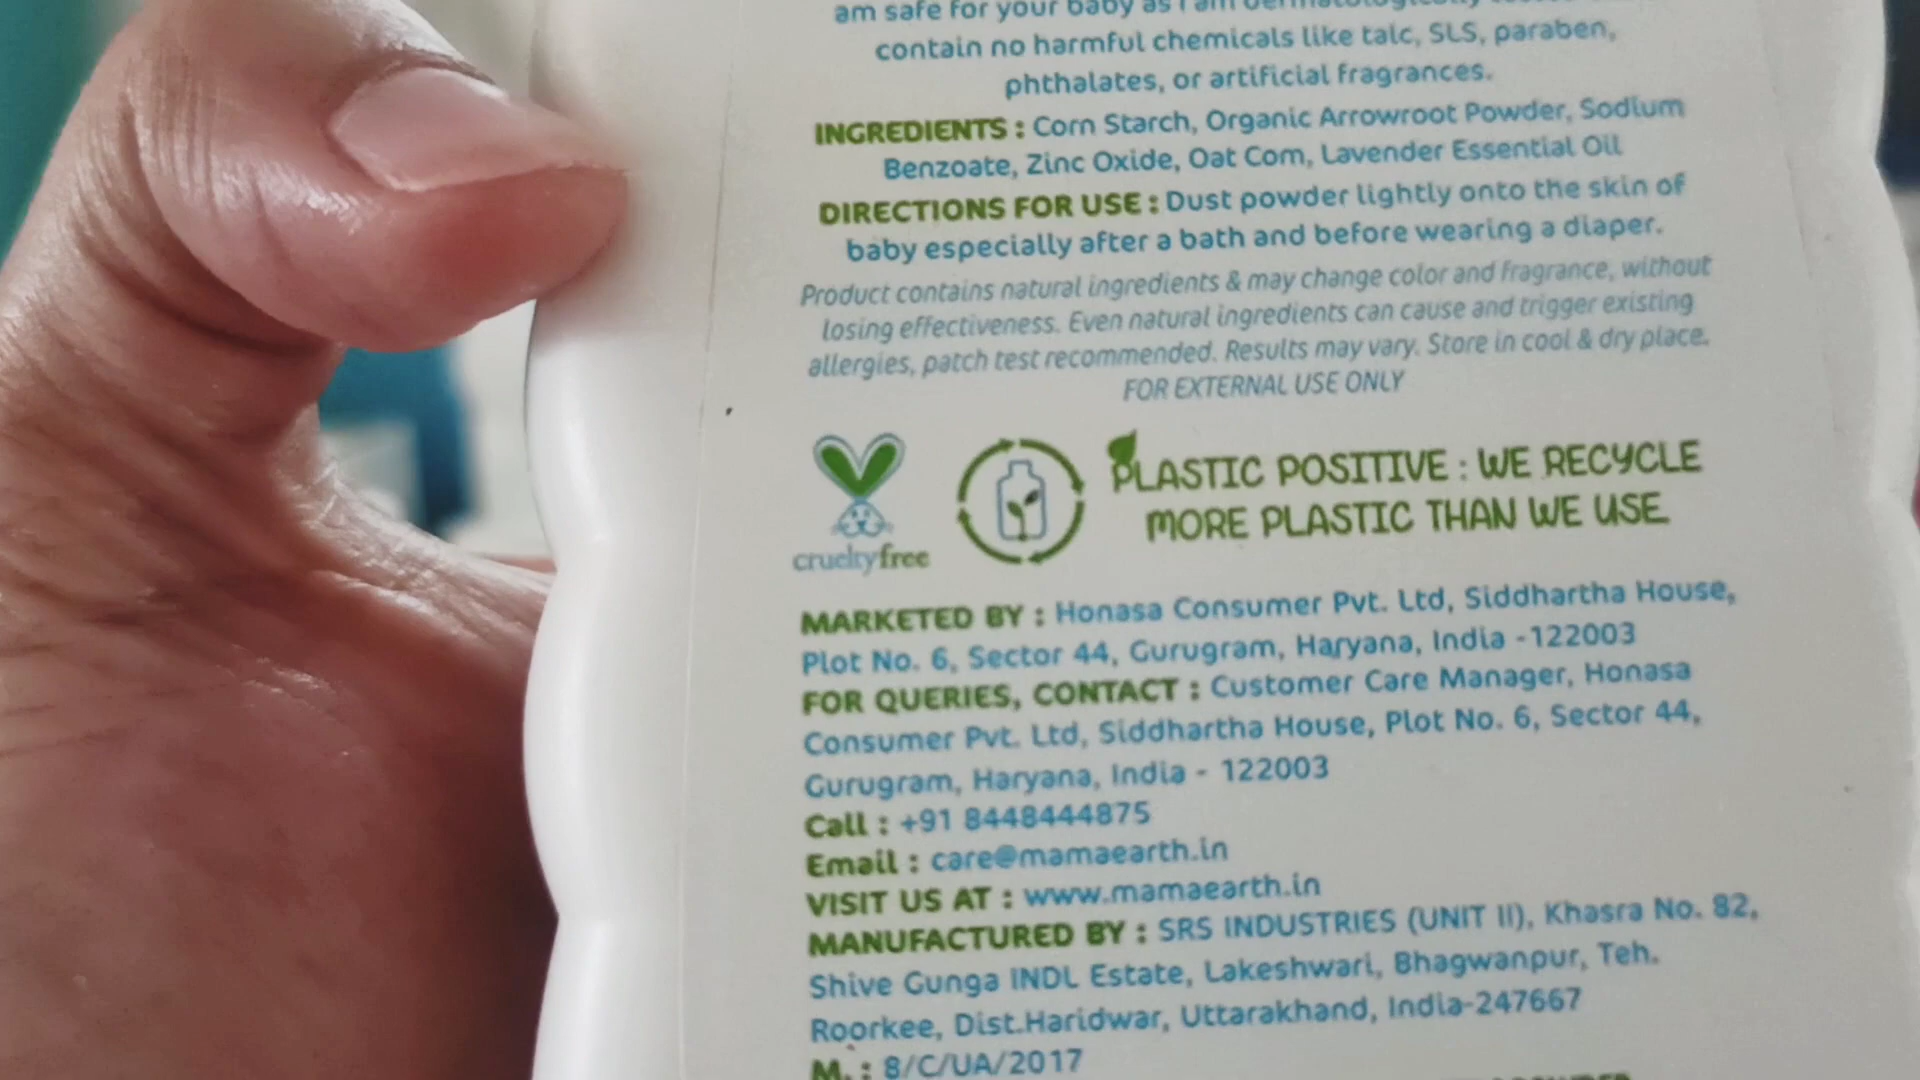 am safe for your baby as I am dermatologically
contain no harmful chemicals like talc, SLS, paraben,
phthalates, or artificial fragrances.
INGREDIENTS : Corn Starch, Organic Arrowroot Powder, Sodium
Benzoate, Zinc Oxide, Oat Com, Lavender Essential Oil
DIRECTIONS FOR USE : Dust powder lightly onto the skin of
baby especially after a bath and before wearing a diaper.
Product contains natural ingredients & may change color and fragrance, without
losing effectiveness. Even natural ingredients can cause and trigger existing
allergies, patch test recommended. Results may vary. Store in cool & dry place.
FOR EXTERNAL USE ONLY
crueltyfree
PLASTIC POSITIVE : WE RECYCLE
MORE PLASTIC THAN WE USE
MARKETED BY : Honasa Consumer Pvt. Ltd, Siddhartha House,
Plot No. 6, Sector 44, Gurugram, Haryana, India -122003
FOR QUERIES, CONTACT : Customer Care Manager, Honasa
Consumer Pvt. Ltd, Siddhartha House, Plot No. 6, Sector 44,
Gurugram, Haryana, India - 122003
Call : +91 8448444875
Email : care@mamaearth.in
VISIT US AT : www.mamaearth.in
MANUFACTURED BY : SRS INDUSTRIES (UNIT II), Khasra No. 82,
Shive Gunga INDL Estate, Lakeshwari, Bhagwanpur, Teh.
Roorkee, Dist.Haridwar, Uttarakhand, India-247667
M. : 8/C/UA/2017